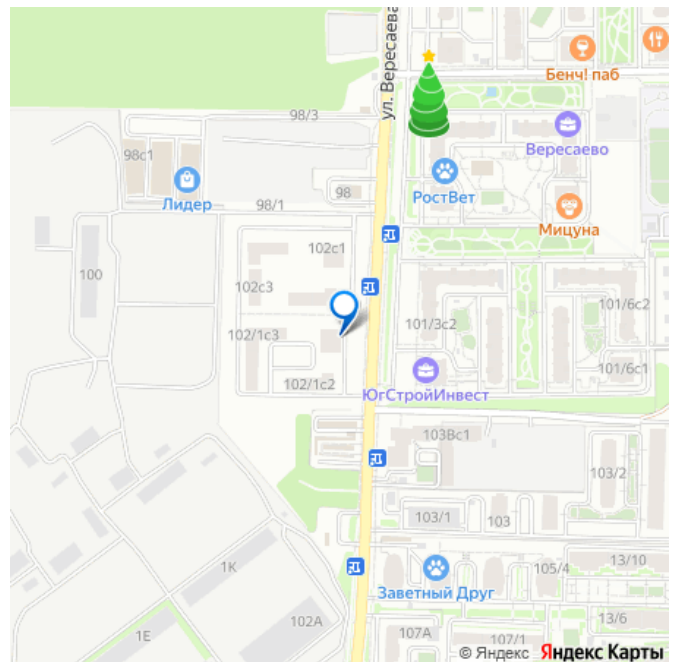 ул. Вересаева
Бенч! паб
98/3
Вересаево
98с1
98
РостВет
Лидер
98/1
Мицуна
102с1
100
102с3
101/6с2
101/3с2
102/1с3
101/6с1
102/1с2
ЮгСтройИнвест
103Вс1
103/2
103/1
103
1К
13/10
105/4
Заветный Друг
102А
13/6
1Е
107А
107/1
© Яндекс Яндекс Карты